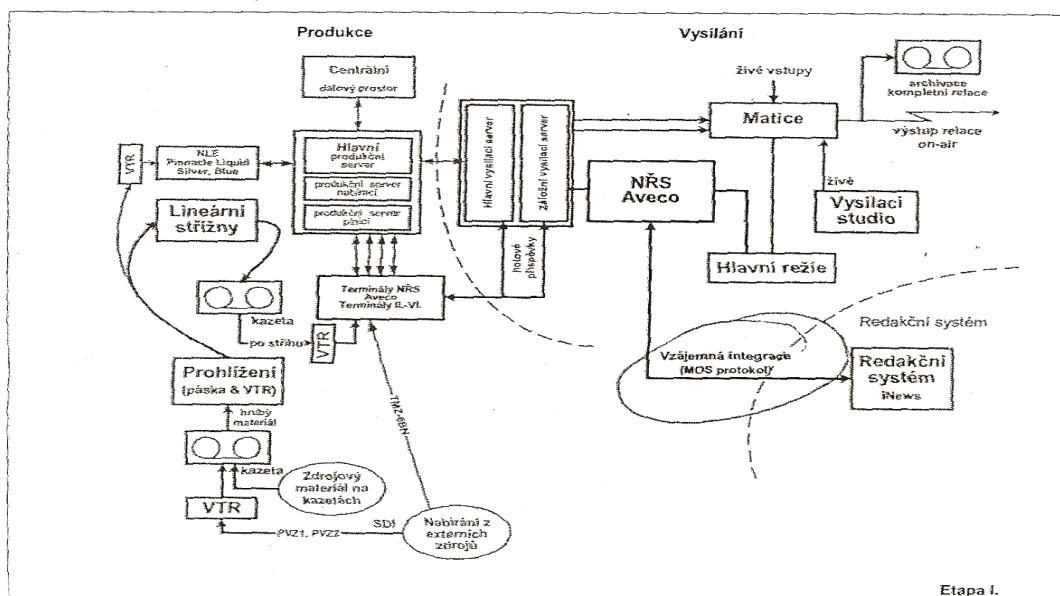 Produkce
Vysílání
Centrální
datový prostor
živé vstupy
archivace
kompletní relace
Matice
výstup relace
on-air
VTR
NLE
Pinnacle Liquid
Silver, Blue
Hlavní
produkční
server
produkční server
nabírací
produkční server
plnící
Hlavní vysílací server
Záložní vysílací server
NŘS
Aveco
živě
Vysílací
studio
Lineární
střižny
hotové
příspěvky
Hlavní režie
Terminály NŘS
Aveco
Terminály II.-VI.
kazeta
po střihu
VTR
Redakční systém
Vzájemná integrace
(MOS protokol)
Redakční
systém
iNews
Prohlížení
(páska & VTR)
hrubý
materiál
TMZ-6BN
kazeta
Zdrojový
materiál na
kazetách
VTR
SDI
PVZ1, PVZ2
Nabírání z
externích
zdrojů
Etapa I.